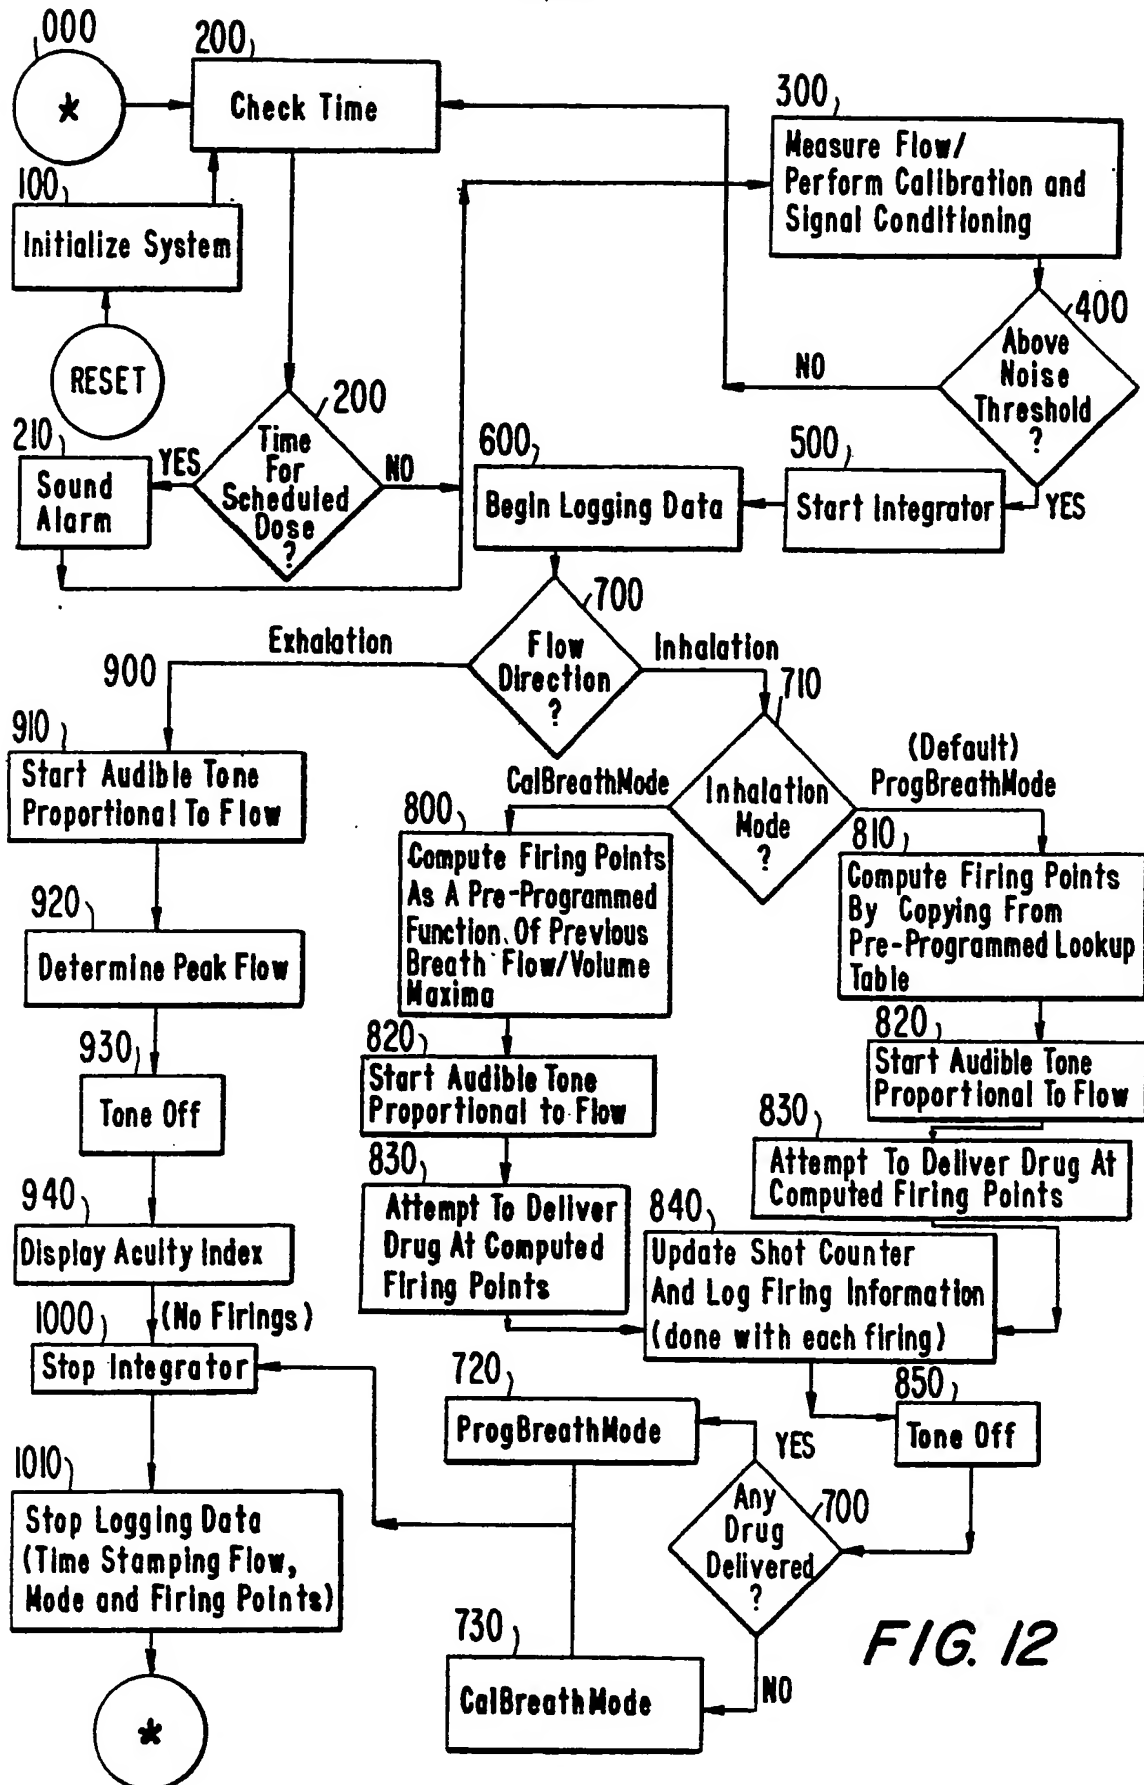 000
*
200
Check Time
100
Initialize System
RESET
300
Measure Flow/
Perform Calibration and
Signal Conditioning
400
Above
Noise
Threshold
?
NO
YES
200
Time
For
Scheduled
Dose
?
YES
NO
210
Sound
Alarm
500
Start Integrator
600
Begin Logging Data
700
Flow
Direction
?
Exhalation
Inhalation
900
910
Start Audible Tone
Proportional To Flow
920
Determine Peak Flow
930
Tone Off
940
Display Acuity Index
(No Firings)
1000
Stop Integrator
1010
Stop Logging Data
(Time Stamping Flow,
Mode and Firing Points)
*
710
Inhalation
Mode
?
CalBreathMode
(Default)
ProgBreathMode
800
Compute Firing Points
As A Pre-Programmed
Function Of Previous
Breath Flow/Volume
Maxima
820
Start Audible Tone
Proportional to Flow
830
Attempt To Deliver
Drug At Computed
Firing Points
810
Compute Firing Points
By Copying From
Pre-Programmed Lookup
Table
820
Start Audible Tone
Proportional To Flow
830
Attempt To Deliver Drug At
Computed Firing Points
840
Update Shot Counter
And Log Firing Information
(done with each firing)
850
Tone Off
700
Any
Drug
Delivered
?
YES
NO
720
ProgBreathMode
730
CalBreathMode
FIG. 12